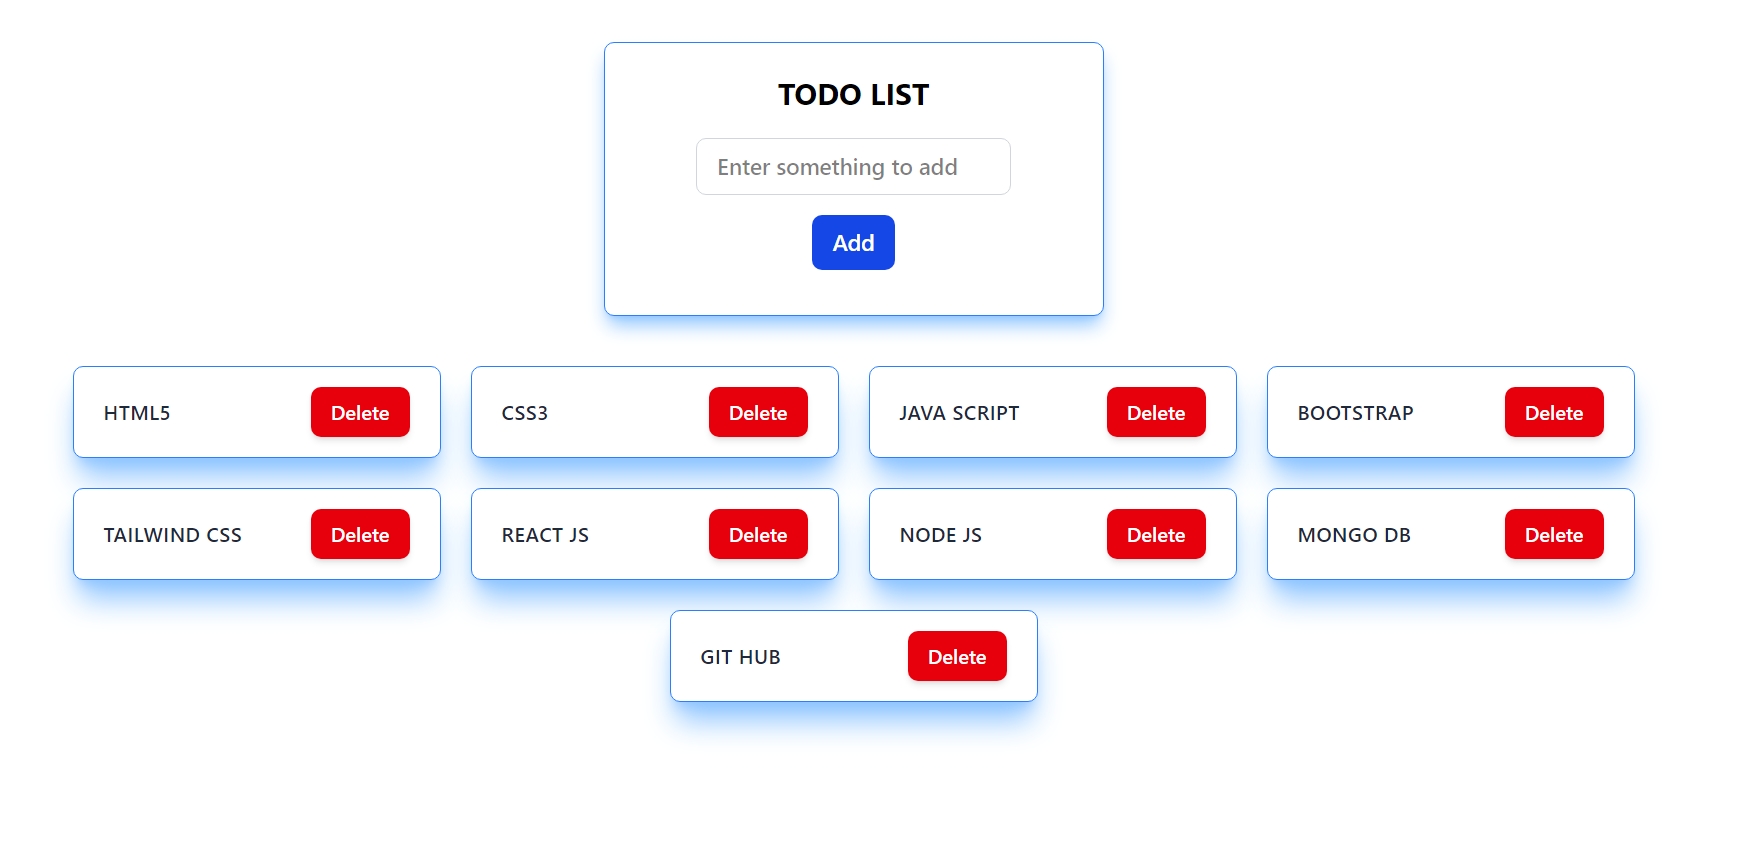 TODO LIST
Enter something to add
Add
HTML5 Delete
CSS3 Delete
JAVA SCRIPT Delete
BOOTSTRAP Delete
TAILWIND CSS Delete
REACT JS Delete
NODE JS Delete
MONGO DB Delete
GIT HUB Delete